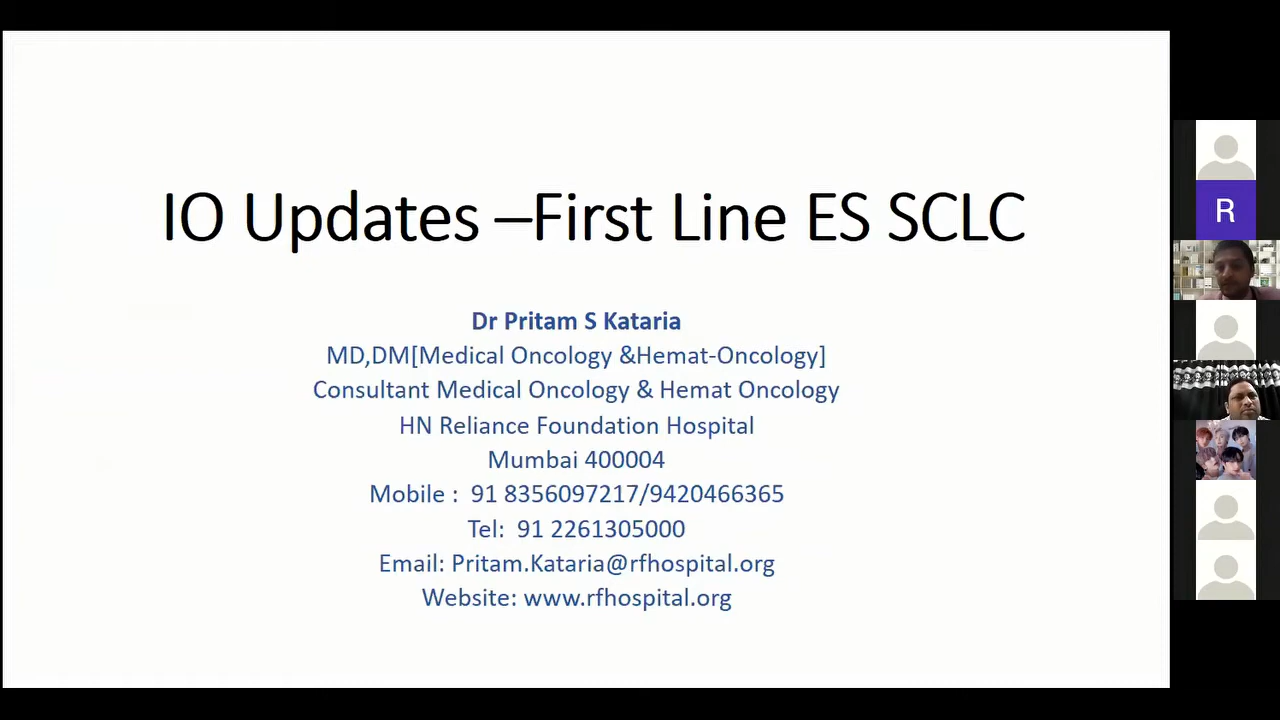 IO Updates –First Line ES SCLC
Dr Pritam S Kataria
MD,DM[Medical Oncology &Hemat-Oncology]
Consultant Medical Oncology & Hemat Oncology
HN Reliance Foundation Hospital
Mumbai 400004
Mobile :  91 8356097217/9420466365
Tel:  91 2261305000
Email: Pritam.Kataria@rfhospital.org
Website: www.rfhospital.org
R